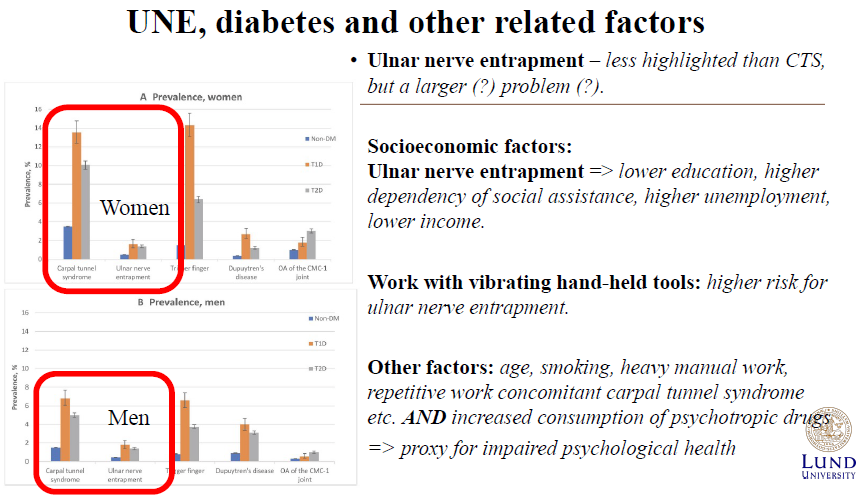 UNE, diabetes and other related factors
• Ulnar nerve entrapment – less highlighted than CTS,
but a larger (?) problem (?).
A Prevalence, women
16
14
12
10
8
6
4
2
0
Prevalence, %
Non-DM
T1D
T2D
Women
Carpal tunnel
syndrome
Ulnar nerve
entrapment
Trigger finger
Dupuytren's
disease
OA of the CMC-1
joint
B Prevalence, men
16
14
12
10
8
6
4
2
0
Prevalence, %
Non-DM
T1D
T2D
Men
Carpal tunnel
syndrome
Ulnar nerve
entrapment
Trigger finger
Dupuytren's disease
OA of the CMC-1
joint
Socioeconomic factors:
Ulnar nerve entrapment => lower education, higher
dependency of social assistance, higher unemployment,
lower income.
Work with vibrating hand-held tools: higher risk for
ulnar nerve entrapment.
Other factors: age, smoking, heavy manual work,
repetitive work concomitant carpal tunnel syndrome
etc. AND increased consumption of psychotropic drugs
=> proxy for impaired psychological health
LUND
UNIVERSITY